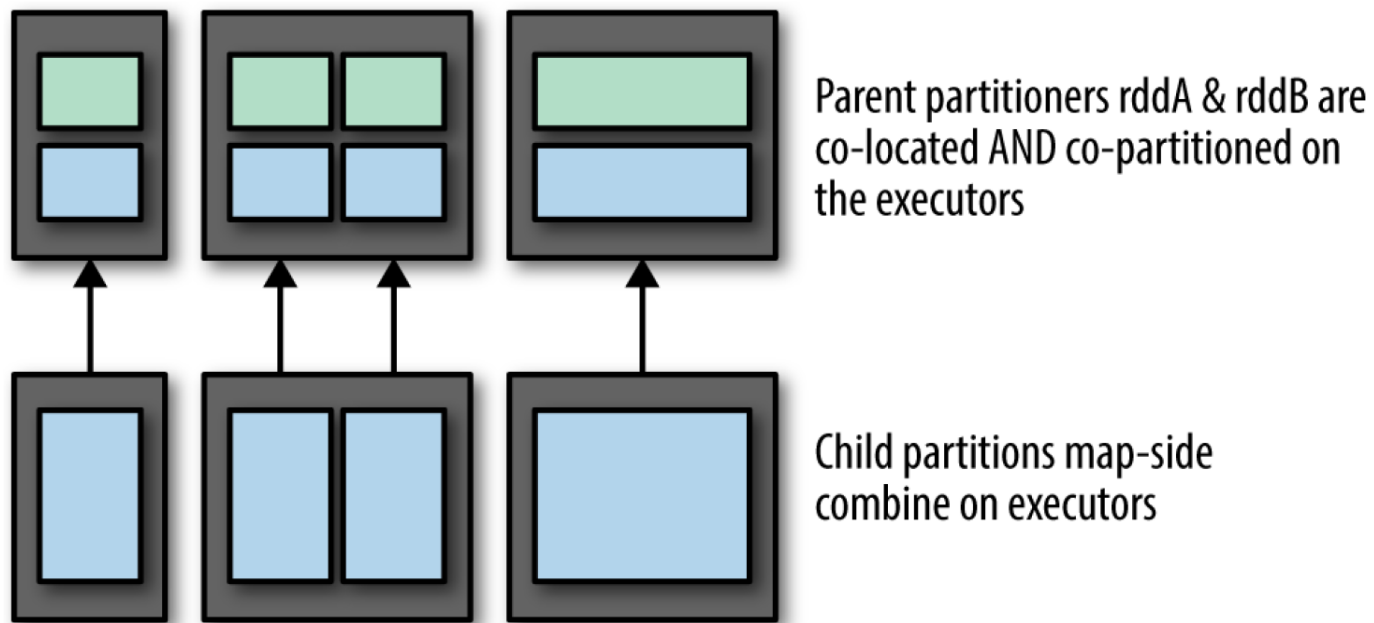 Parent partitioners rddA & rddB are
co-located AND co-partitioned on
the executors
Child partitions map-side
combine on executors